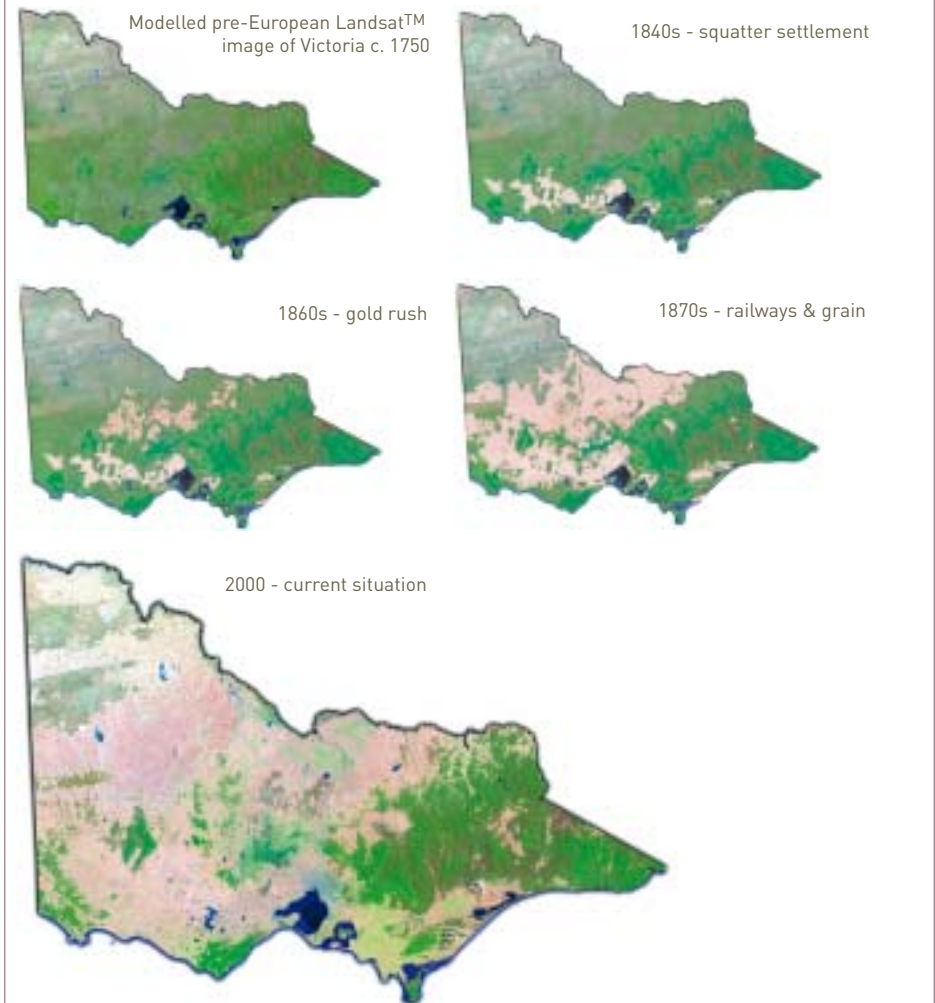 Modelled pre-European Landsat™
image of Victoria c. 1750
1840s - squatter settlement
1860s - gold rush
1870s - railways & grain
2000 - current situation